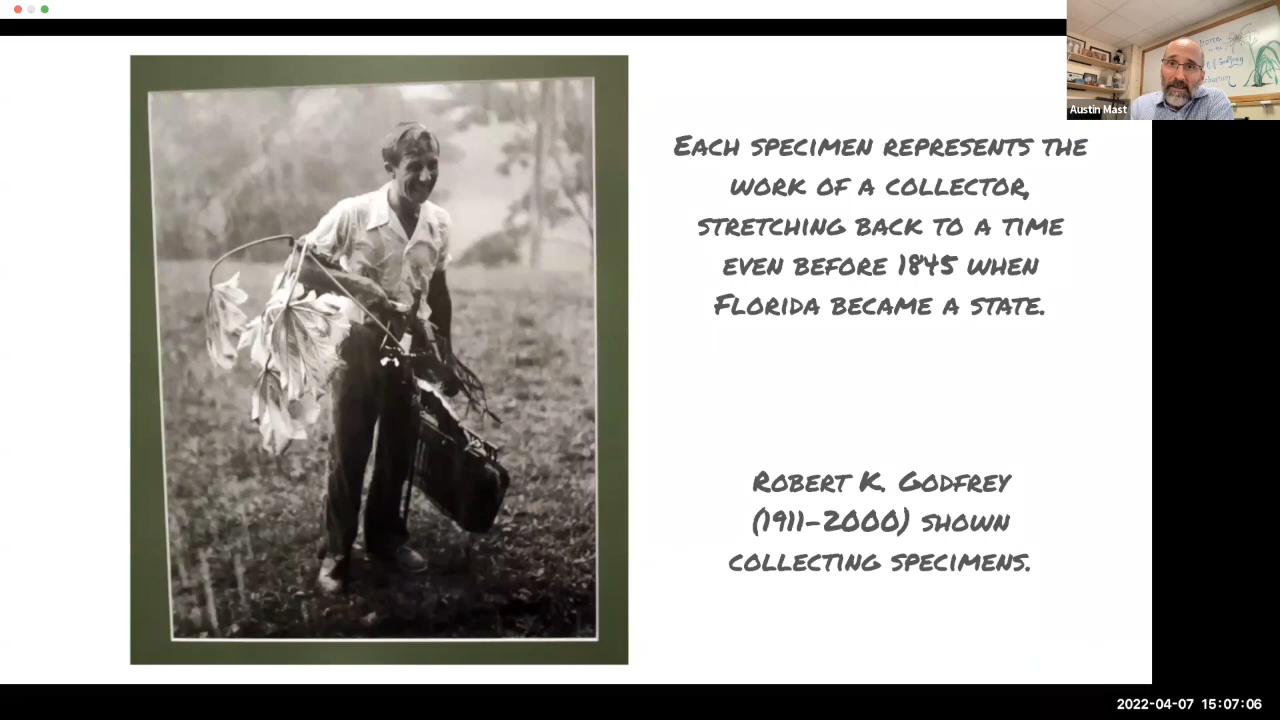 Austin Mast
EACH SPECIMEN REPRESENTS THE
WORK OF A COLLECTOR,
STRETCHING BACK TO A TIME
EVEN BEFORE 1845 WHEN
FLORIDA BECAME A STATE.
ROBERT K. GODFREY
(1911-2000) SHOWN
COLLECTING SPECIMENS.
2022-04-07 15:07:06